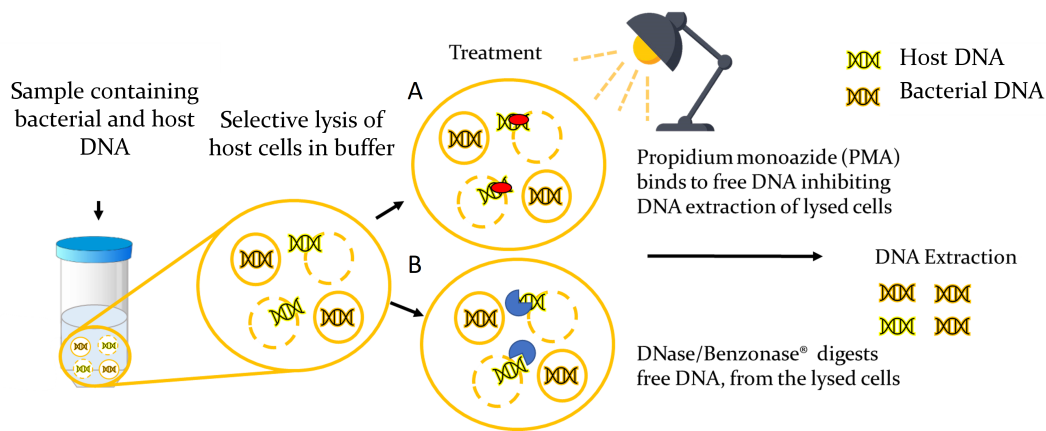 Sample containing
bacterial and host
DNA
Selective lysis of
host cells in buffer
Treatment
A
B
Host DNA
Bacterial DNA
Propidium monoazide (PMA)
binds to free DNA inhibiting
DNA extraction of lysed cells
DNA Extraction
DNase/Benzonase® digests
free DNA, from the lysed cells